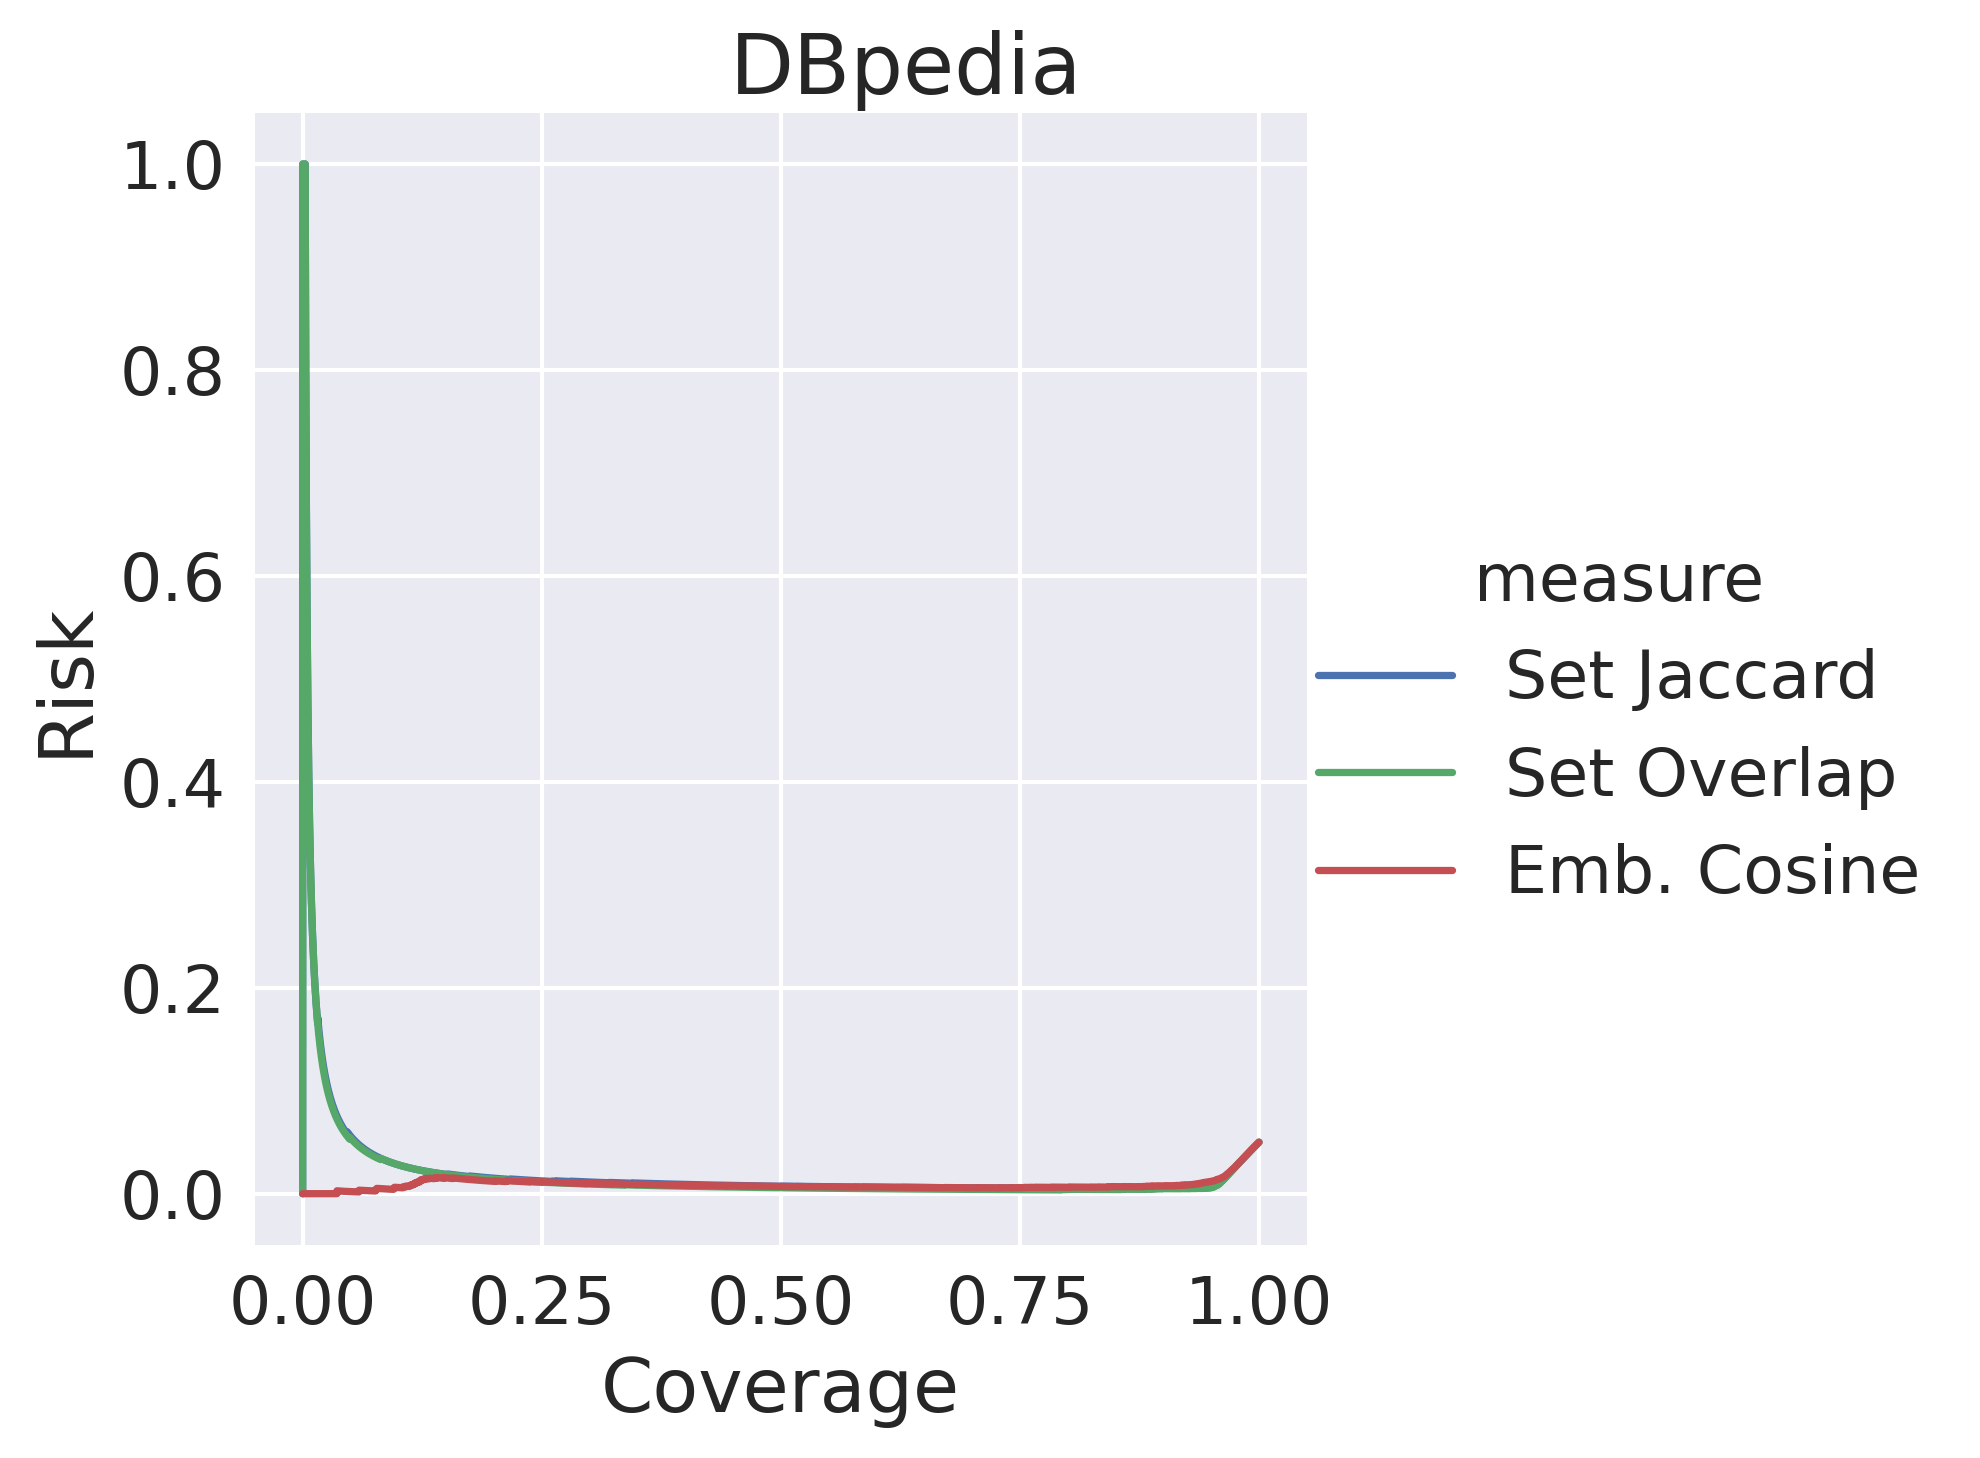 DBpedia
1.0
0.8
0.6
0.4
0.2
0.0
Risk
0.00 0.25 0.50 0.75 1.00
Coverage
measure
Set Jaccard
Set Overlap
Emb. Cosine